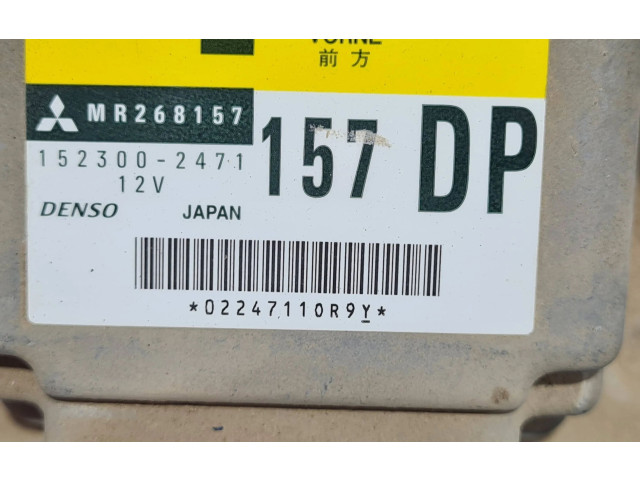 VORNE
前方
MR268157
152300-2471
12V
157 DP
DENSO JAPAN
*02247110R9Y*